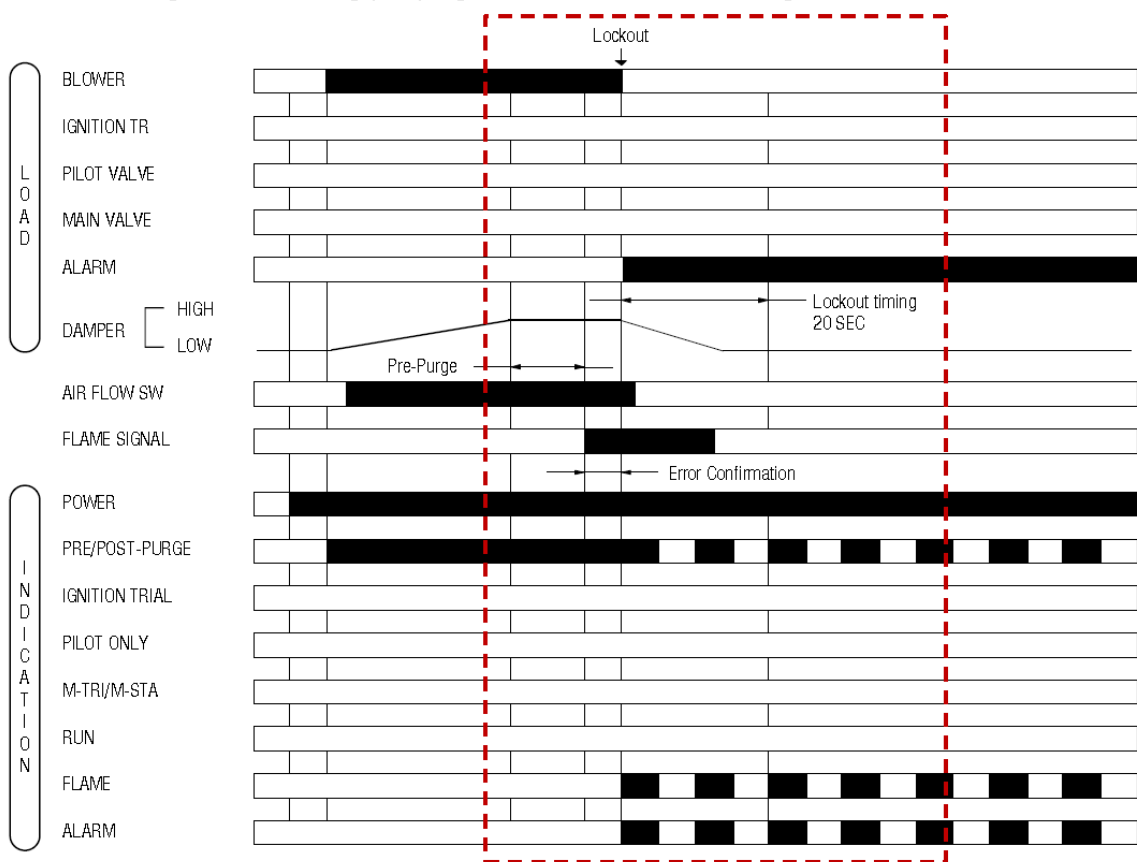 Lockout
LOAD
BLOWER
IGNITION TR
PILOT VALVE
MAIN VALVE
ALARM
Lockout timing
20 SEC
DAMPER
HIGH
LOW
Pre-Purge
AIR FLOW SW
FLAME SIGNAL
Error Confirmation
INDICATION
POWER
PRE/POST-PURGE
IGNITION TRIAL
PILOT ONLY
M-TRI/M-STA
RUN
FLAME
ALARM